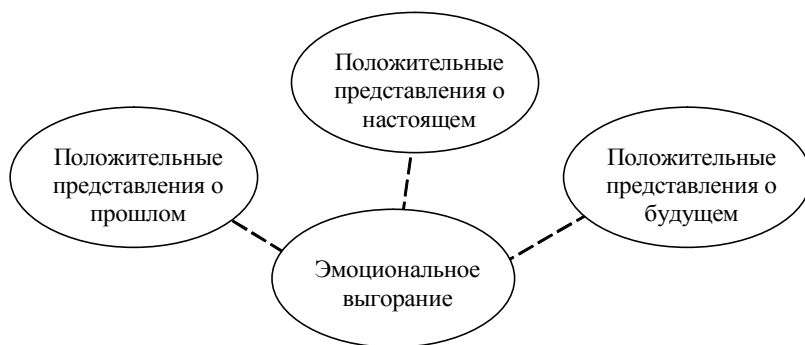 Положительные
представления о
настоящем
Положительные
представления о
прошлом
Положительные
представления о
будущем
Эмоциональное
выгорание